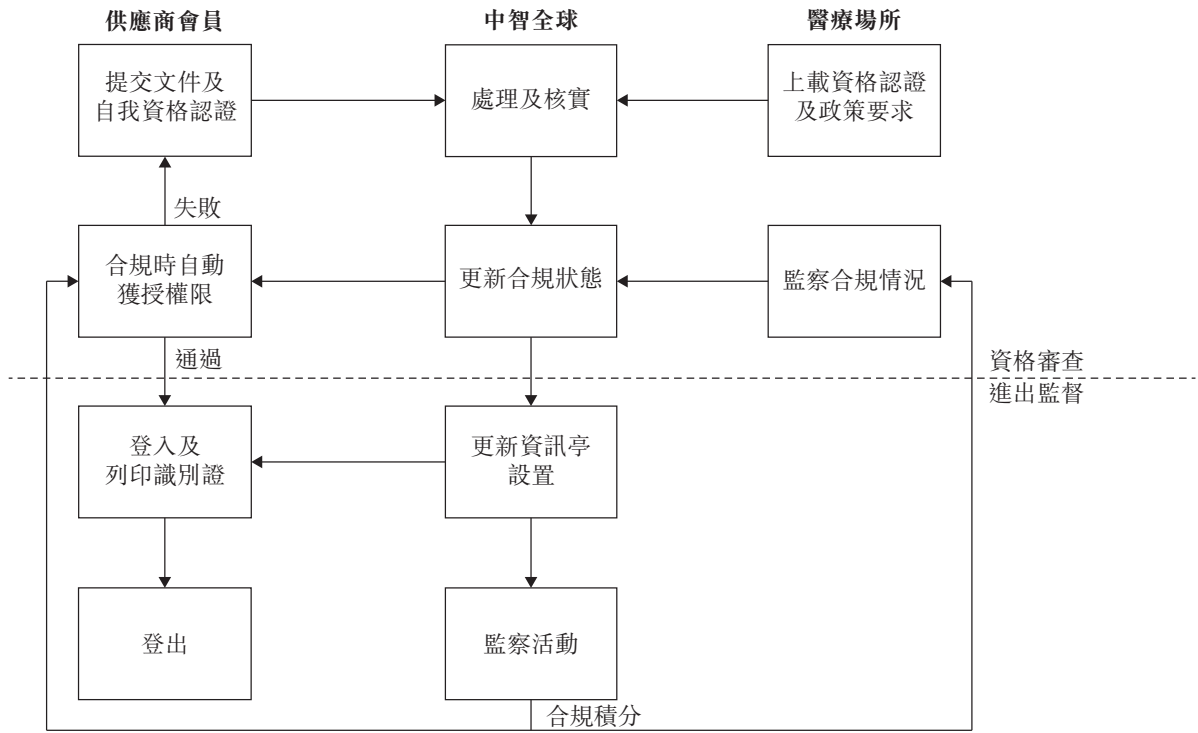 供應商會員
中智全球
醫療場所
提交文件及
自我資格認證
處理及核實
上載資格認證
及政策要求
失敗
合規時自動
獲授權限
更新合規狀態
監察合規情況
通過
資格審查
進出監督
登入及
列印識別證
更新資訊亭
設置
登出
監察活動
合規積分